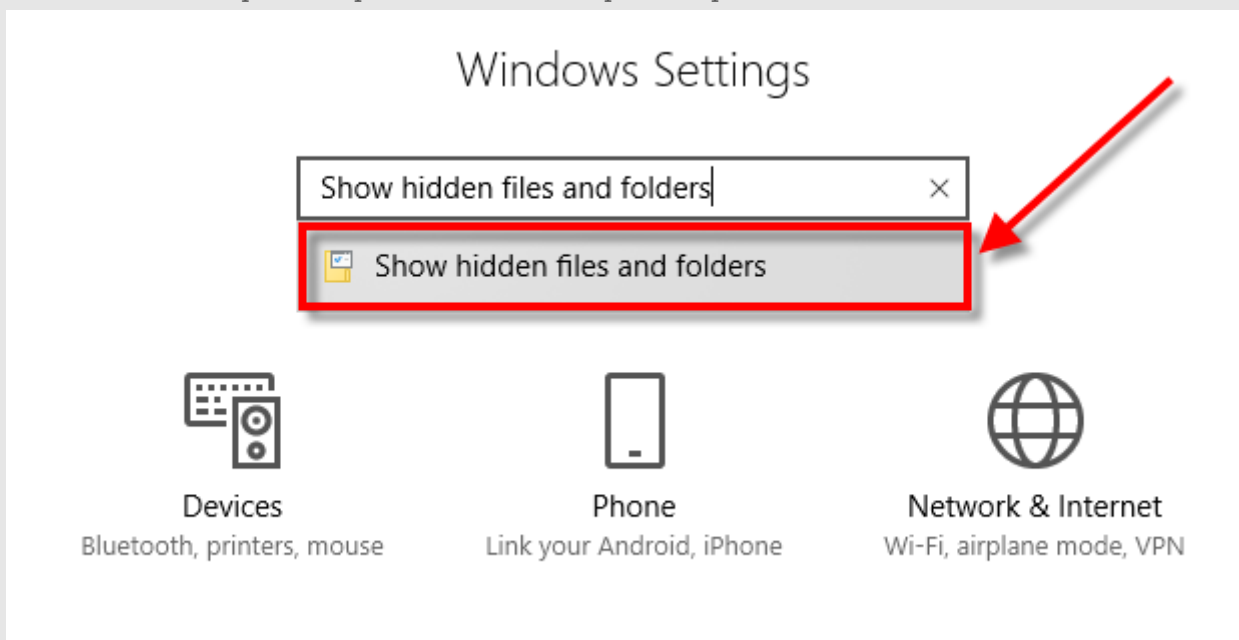 Windows Settings
Show hidden files and folders
Show hidden files and folders
Devices
Bluetooth, printers, mouse
Phone
Link your Android, iPhone
Network & Internet
Wi-Fi, airplane mode, VPN